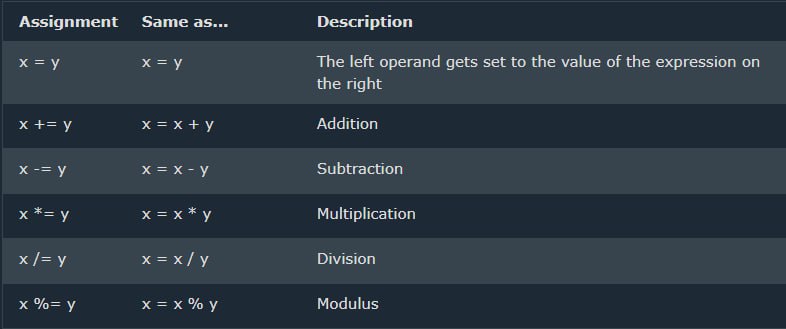 Assignment Same as... Description
x = y x = y The left operand gets set to the value of the expression on
the right
x += y x = x + y Addition
x -= y x = x - y Subtraction
x *= y x = x * y Multiplication
x /= y x = x / y Division
x %= y x = x % y Modulus